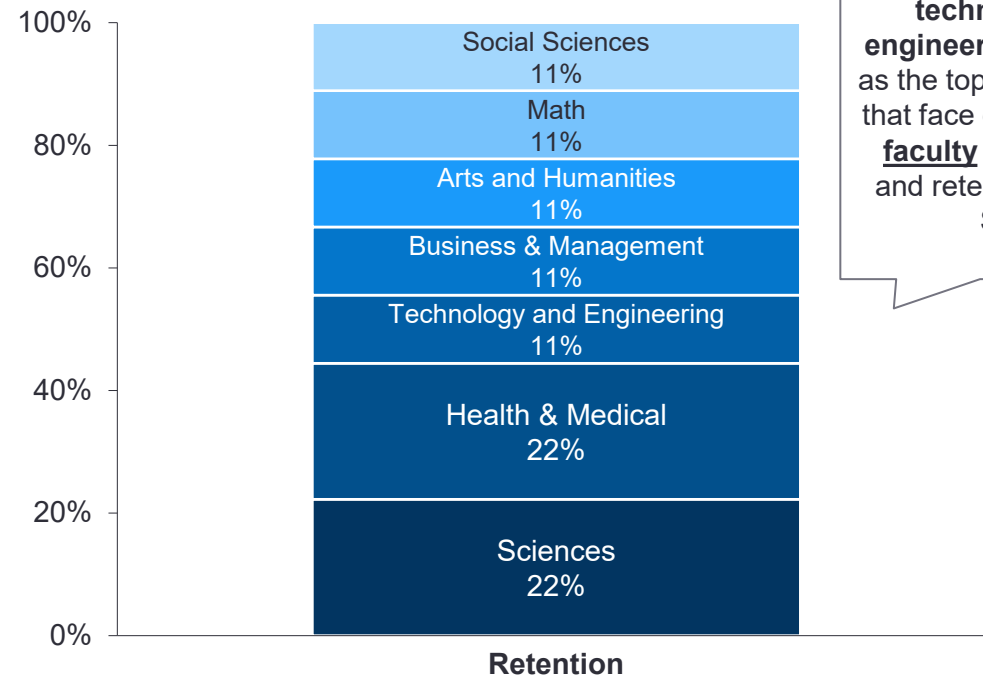 100%
80%
60%
40%
20%
0%
Social Sciences
11%
Math
11%
Arts and Humanities
11%
Business & Management
11%
Technology and Engineering
11%
Health & Medical
22%
Sciences
22%
Retention
as the top
that face
faculty
and